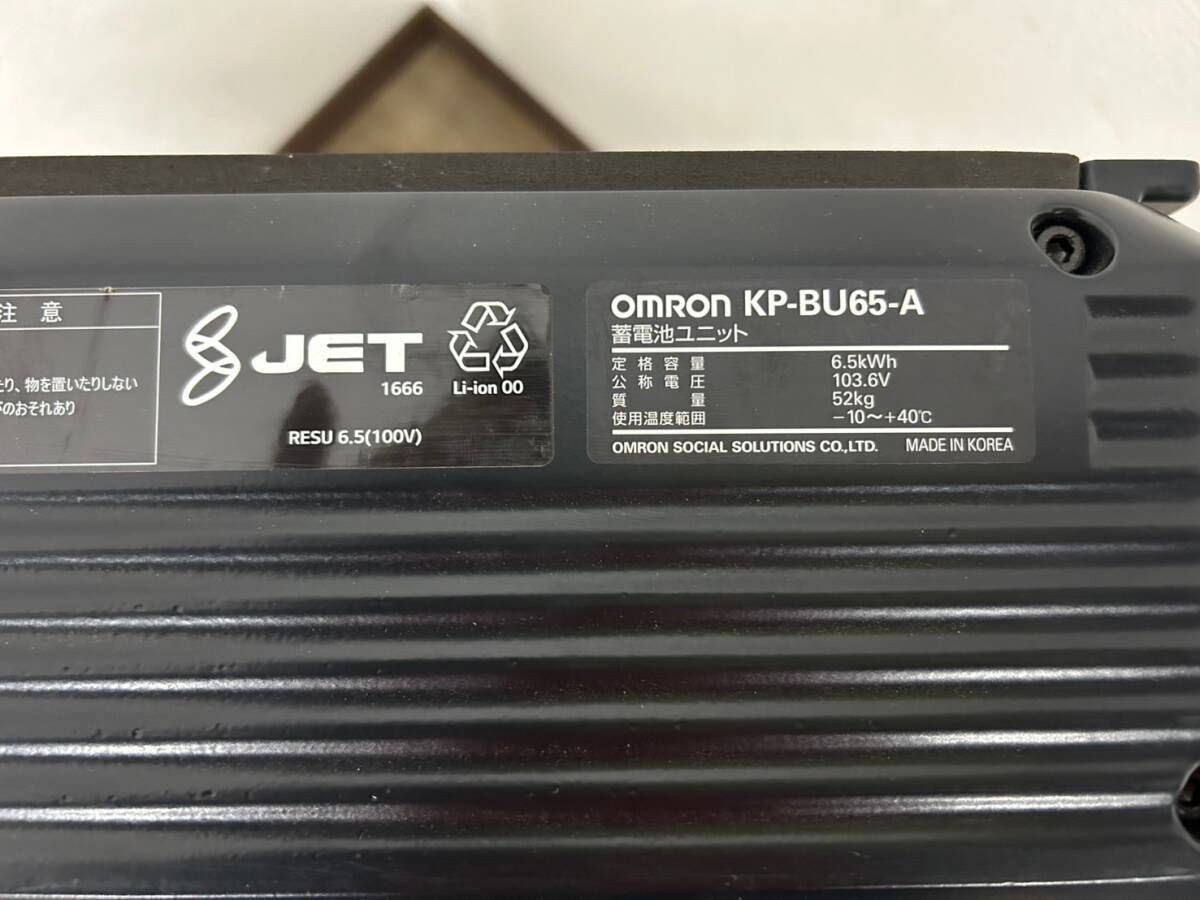 注 意
たり、物を置いたりしない
がのおそれあり
JET
1666
Li-ion 00
RESU 6.5(100V)
OMRON KP-BU65-A
蓄電池ユニット
定格容量 6.5kWh
公称電圧 103.6V
質量 52kg
使用温度範囲 −10〜+40℃
OMRON SOCIAL SOLUTIONS CO.,LTD. MADE IN KOREA